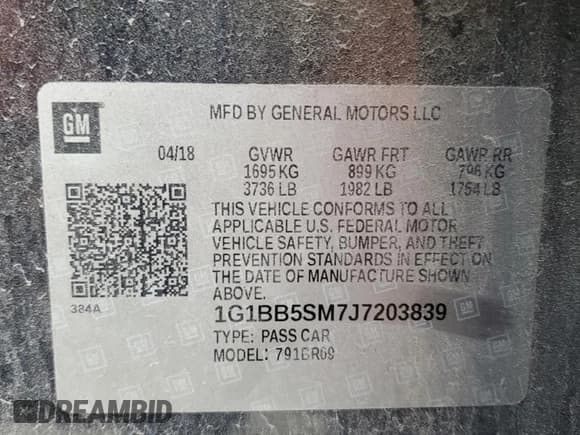 GM
MFD BY GENERAL MOTORS LLC
04/18 GVWR GAWR FRT GAWR RR
1695 KG 899 KG 796 KG
3736 LB 1982 LB 1754 LB
THIS VEHICLE CONFORMS TO ALL
APPLICABLE U.S. FEDERAL MOTOR
VEHICLE SAFETY, BUMPER, AND THEFT
PREVENTION STANDARDS IN EFFECT ON
THE DATE OF MANUFACTURE SHOWN
ABOVE.
384A
1G1BB5SM7J7203839
TYPE: PASS CAR
MODEL: 791BR69
DREAMBID